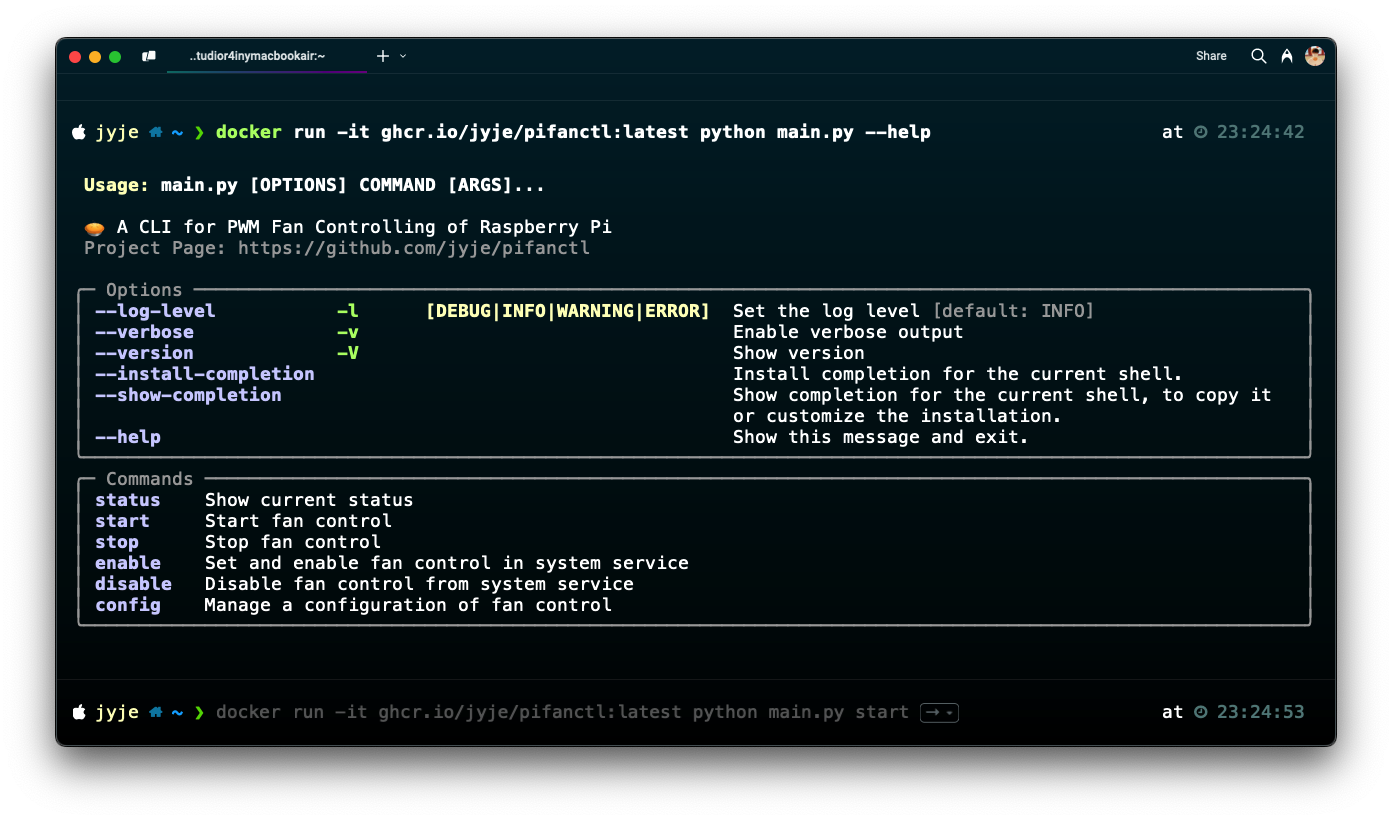 ..tudior4inymacbookair:~
Share
jyje ~ ❯ docker run -it ghcr.io/jyje/pifanctl:latest python main.py --help at 23:24:42
Usage: main.py [OPTIONS] COMMAND [ARGS]...
A CLI for PWM Fan Controlling of Raspberry Pi
Project Page: https://github.com/jyje/pifanctl
Options
--log-level -l [DEBUG|INFO|WARNING|ERROR] Set the log level [default: INFO]
--verbose -v Enable verbose output
--version -V Show version
--install-completion Install completion for the current shell.
--show-completion Show completion for the current shell, to copy it
or customize the installation.
--help Show this message and exit.
Commands
status Show current status
start Start fan control
stop Stop fan control
enable Set and enable fan control in system service
disable Disable fan control from system service
config Manage a configuration of fan control
jyje ~ ❯ docker run -it ghcr.io/jyje/pifanctl:latest python main.py start at 23:24:53